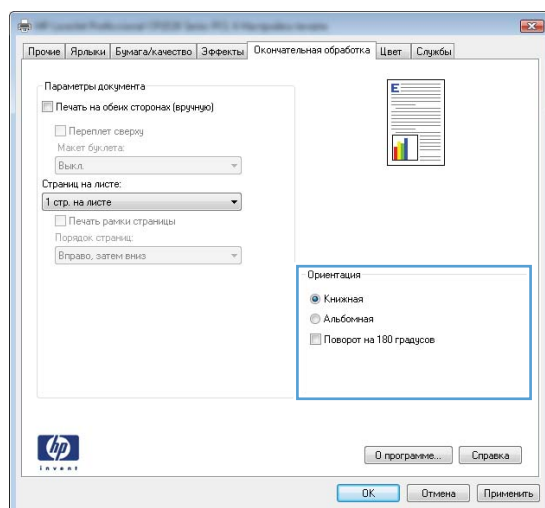 Прочие
Ярлыки
Бумага/качество
Эффекты
Окончательная обработка
Цвет
Службы
Параметры документа
Печать на обеих сторонах (вручную)
Переплет сверху
Макет буклета:
Выкл.
Страниц на листе:
1 стр. на листе
Печать рамки страницы
Порядок страниц:
Вправо, затем вниз
E
Ориентация
Книжная
Альбомная
Поворот на 180 градусов
hp
invent
О программе...
Справка
OK
Отмена
Применить